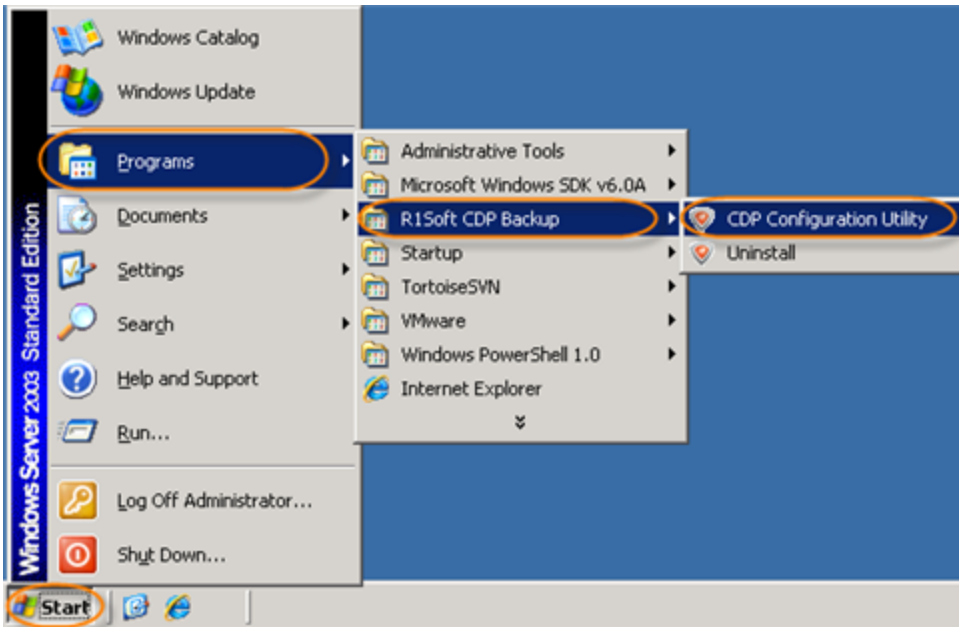 Windows Catalog
Windows Update
Programs
Documents
Settings
Search
Help and Support
Run...
Log Off Administrator...
Shut Down...
Windows Server 2003 Standard Edition
Administrative Tools
Microsoft Windows SDK v6.0A
R1Soft CDP Backup
Startup
TortoiseSVN
VMware
Windows PowerShell 1.0
Internet Explorer
CDP Configuration Utility
Uninstall
Start